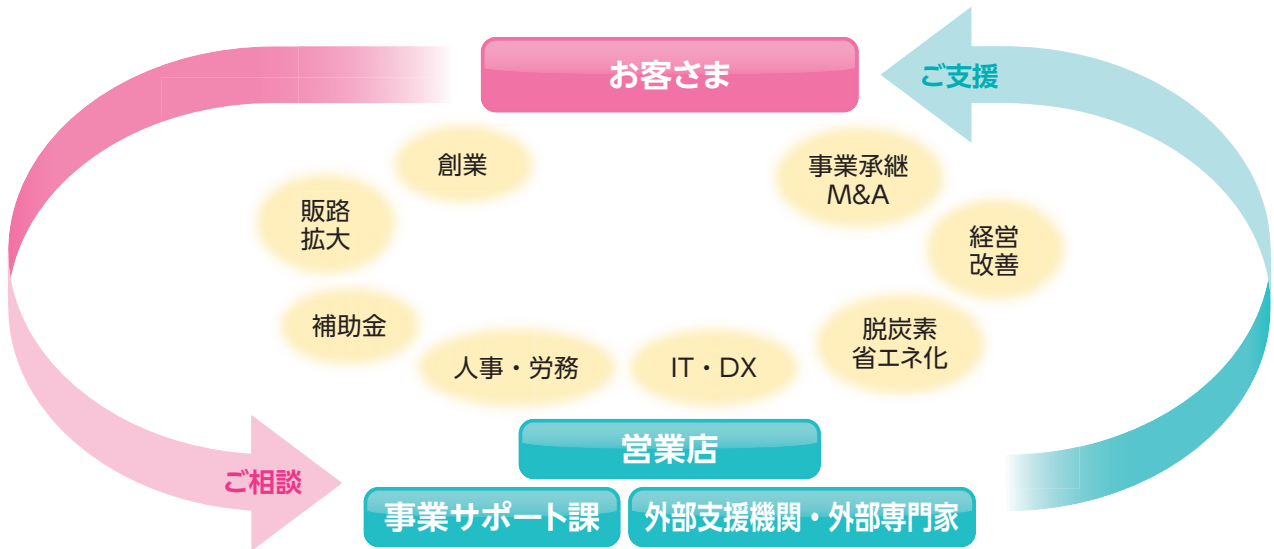 お客さま
ご支援
創業
事業承継
M&A
販路
拡大
経営
改善
補助金
人事・労務
IT・DX
脱炭素
省エネ化
営業店
ご相談
事業サポート課
外部支援機関・外部専門家